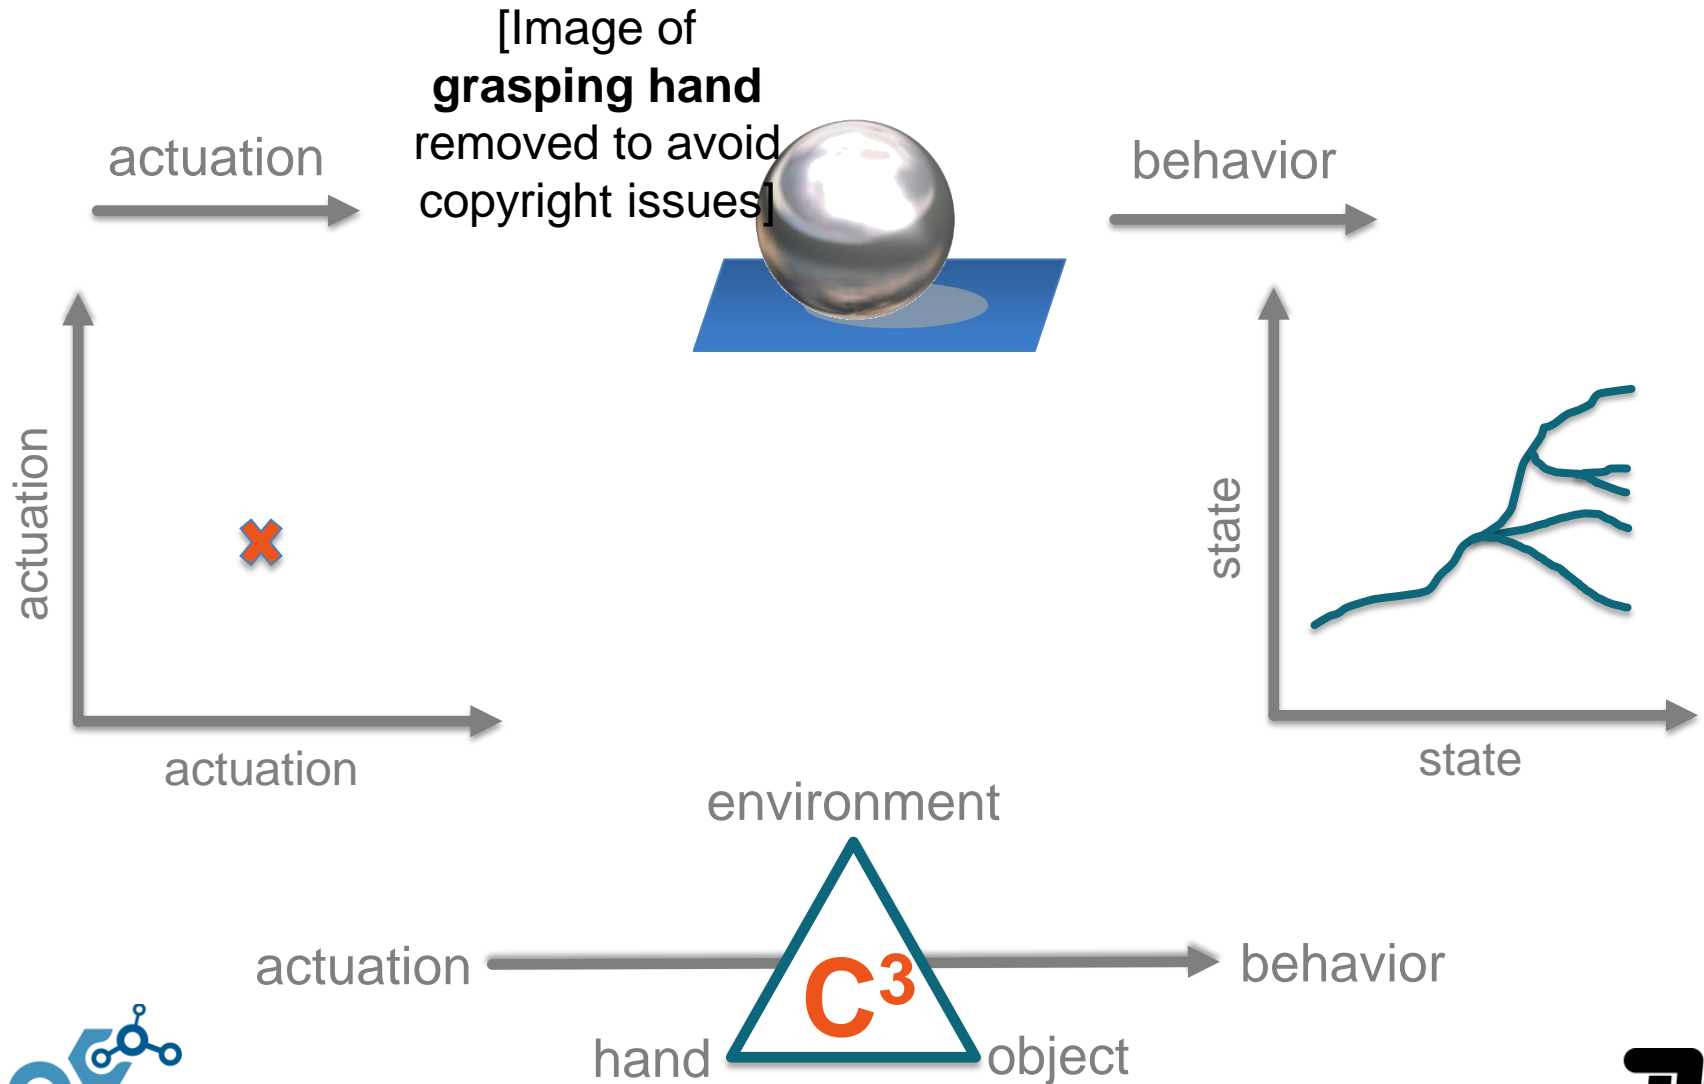 [Image of
grasping hand
removed to avoid
copyright issues]
actuation
behavior
actuation
actuation
state
state
environment
actuation
C³
behavior
hand
object